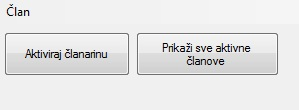 Član
Aktiviraj članarinu
Prikaži sve aktivne
članove